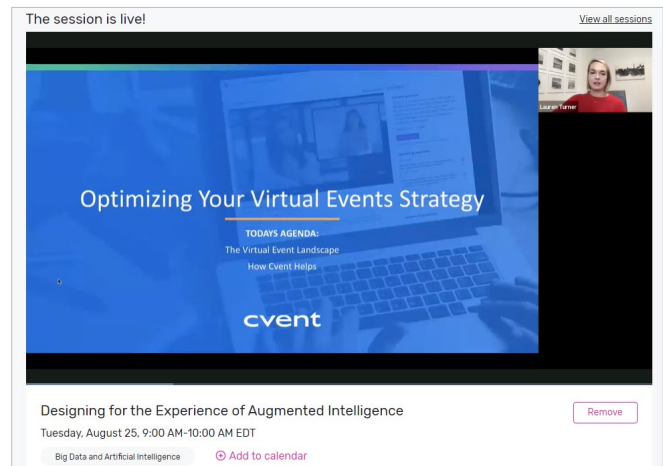 The session is live!
View all sessions
Lauren Turner
Optimizing Your Virtual Events Strategy
TODAYS AGENDA:
The Virtual Event Landscape
How Cvent Helps
cvent
Designing for the Experience of Augmented Intelligence
Remove
Tuesday, August 25, 9:00 AM-10:00 AM EDT
Big Data and Artificial Intelligence
Add to calendar